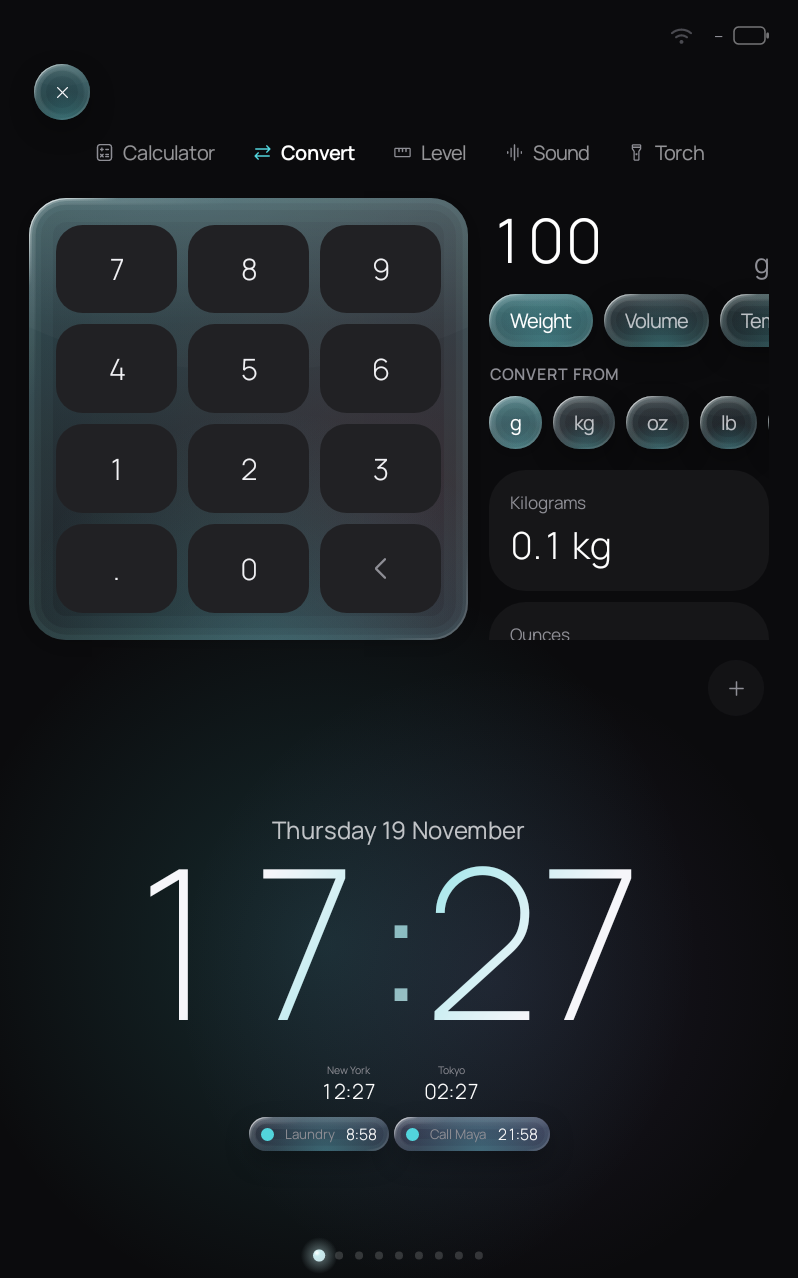 Calculator Convert Level Sound Torch
7 8 9
4 5 6
1 2 3
. 0
100
g
Weight Volume
CONVERT FROM
g kg oz lb
Kilograms
0.1 kg
Ounces
Thursday 19 November
17:27
New York Tokyo
12:27 02:27
Laundry 8:58 Call Maya 21:58